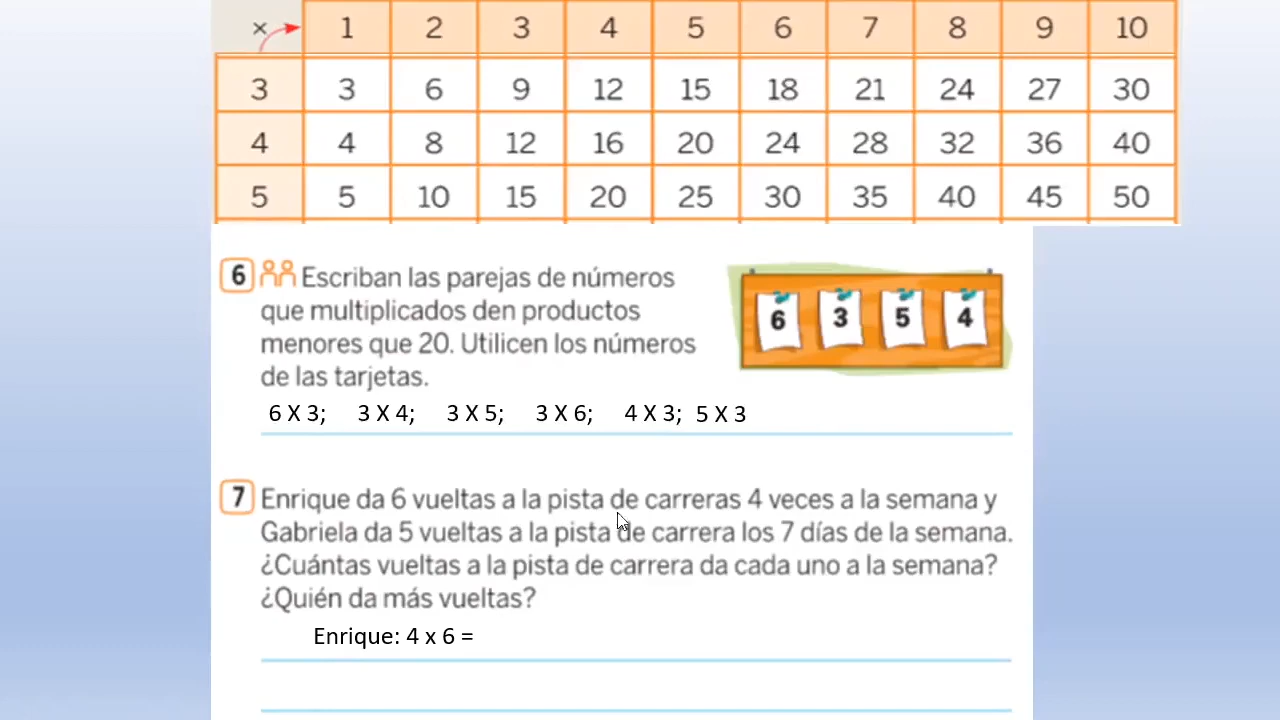 × 1 2 3 4 5 6 7 8 9 10
3 3 6 9 12 15 18 21 24 27 30
4 4 8 12 16 20 24 28 32 36 40
5 5 10 15 20 25 30 35 40 45 50
6 Escriban las parejas de números
que multiplicados den productos
menores que 20. Utilicen los números
de las tarjetas.
6 3 5 4
6 X 3; 3 X 4; 3 X 5; 3 X 6; 4 X 3; 5 X 3
7 Enrique da 6 vueltas a la pista de carreras 4 veces a la semana y
Gabriela da 5 vueltas a la pista de carrera los 7 días de la semana.
¿Cuántas vueltas a la pista de carrera da cada uno a la semana?
¿Quién da más vueltas?
Enrique: 4 x 6 =